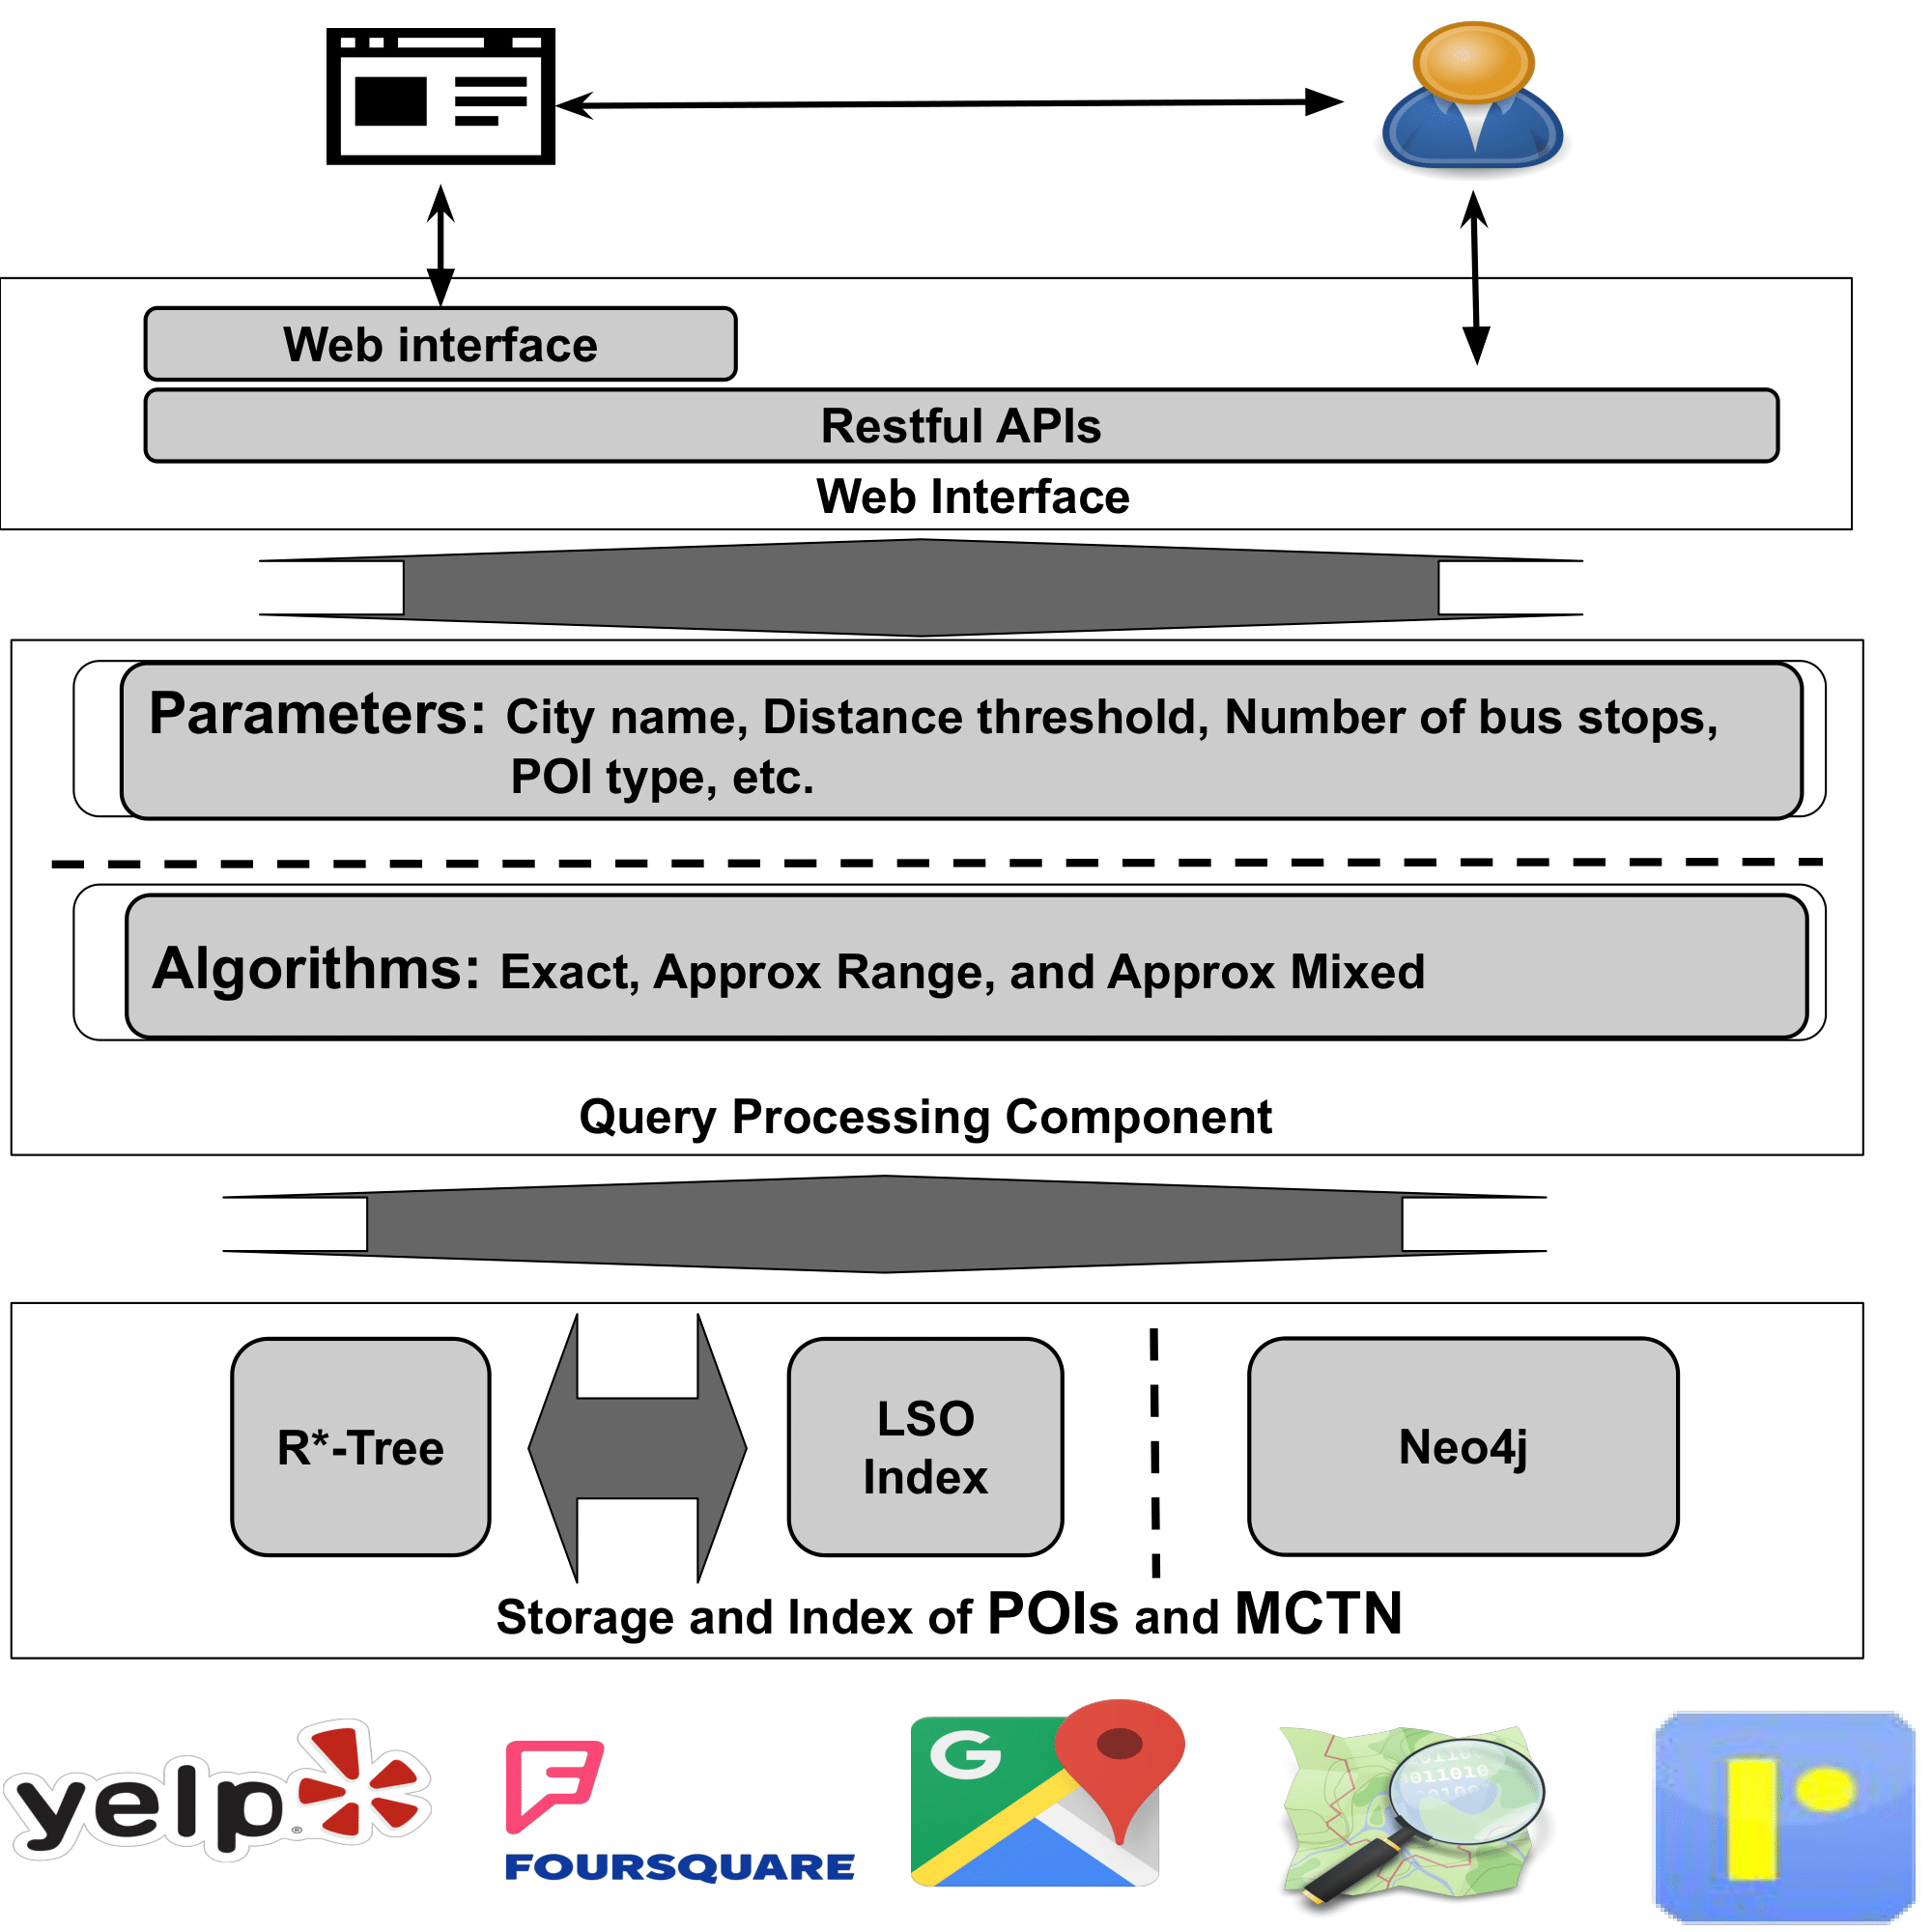 Web interface
Restful APIs
Web Interface
Parameters: City name, Distance threshold, Number of bus stops,
POI type, etc.
Algorithms: Exact, Approx Range, and Approx Mixed
Query Processing Component
R*-Tree
LSO
Index
Neo4j
Storage and Index of POIs and MCTN
yelp
FOURSQUARE
G
011010